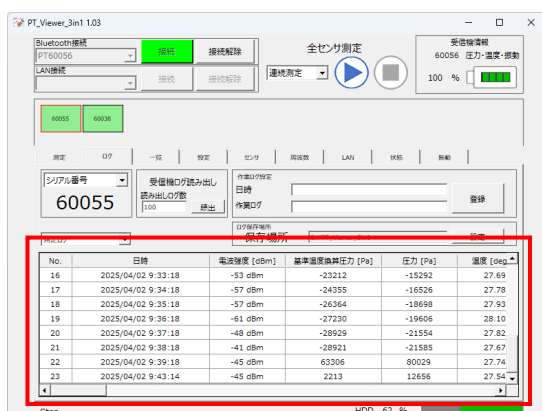 PT_Viewer_3in1 1.03
Bluetooth接続
PT60056 接続 接続解除
LAN接続
接続 接続解除
全センサ測定
連続測定
受信機情報
60056 圧力・温度・振動
100 %
60055 60038
測定 ログ 一覧 設定 センサ 周波数 LAN 状態 振動
シリアル番号
60055
受信機ログ読み出し
読み出しログ数
100 読出
作業ログ設定
日時
作業ログ
登録
ログ保存場所
保存場所
設定
測定ログ
No. 日時 電波強度 [dBm] 基準温度換算圧力 [Pa] 圧力 [Pa] 温度 [deg
16 2025/04/02 9:33:18 -53 dBm -23212 -15292 27.69
17 2025/04/02 9:34:18 -57 dBm -24355 -16526 27.78
18 2025/04/02 9:35:18 -57 dBm -26364 -18698 27.93
19 2025/04/02 9:36:18 -61 dBm -27230 -19606 28.10
20 2025/04/02 9:37:18 -48 dBm -28929 -21554 27.82
21 2025/04/02 9:38:18 -41 dBm -28921 -21585 27.67
22 2025/04/02 9:39:18 -45 dBm 63306 80029 27.74
23 2025/04/02 9:43:14 -45 dBm 2213 12656 27.54
Stop HDD 62 %